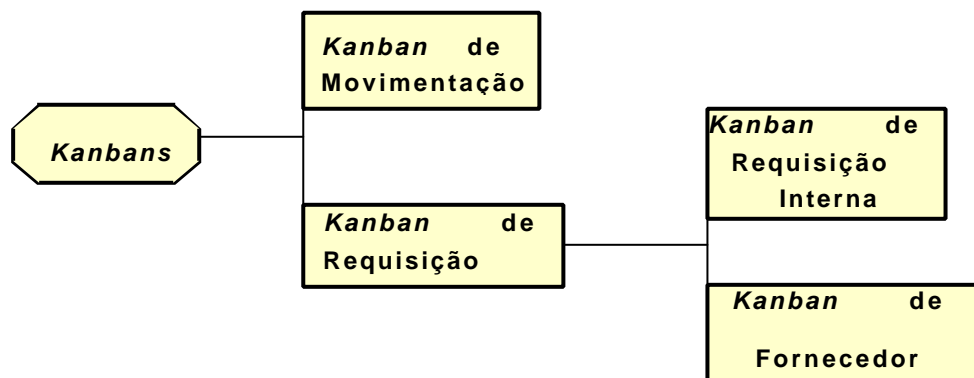 Kanban de
Movimentação
Kanbans
Kanban de
Requisição
Kanban de
Requisição
Interna
Kanban de
Fornecedor